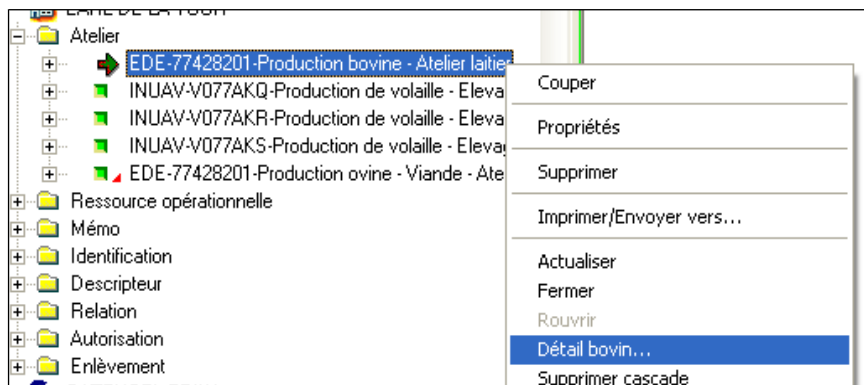 Atelier
EDE-77428201-Production bovine - Atelier laitier
INUAV-V077AKQ-Production de volaille - Eleva
INUAV-V077AKR-Production de volaille - Eleva
INUAV-V077AKS-Production de volaille - Eleva
EDE-77428201-Production ovine - Viande - Ate
Ressource opérationnelle
Mémo
Identification
Descripteur
Relation
Autorisation
Enlèvement
Couper
Propriétés
Supprimer
Imprimer/Envoyer vers...
Actualiser
Fermer
Rouvrir
Détail bovin...
Supprimer cascade